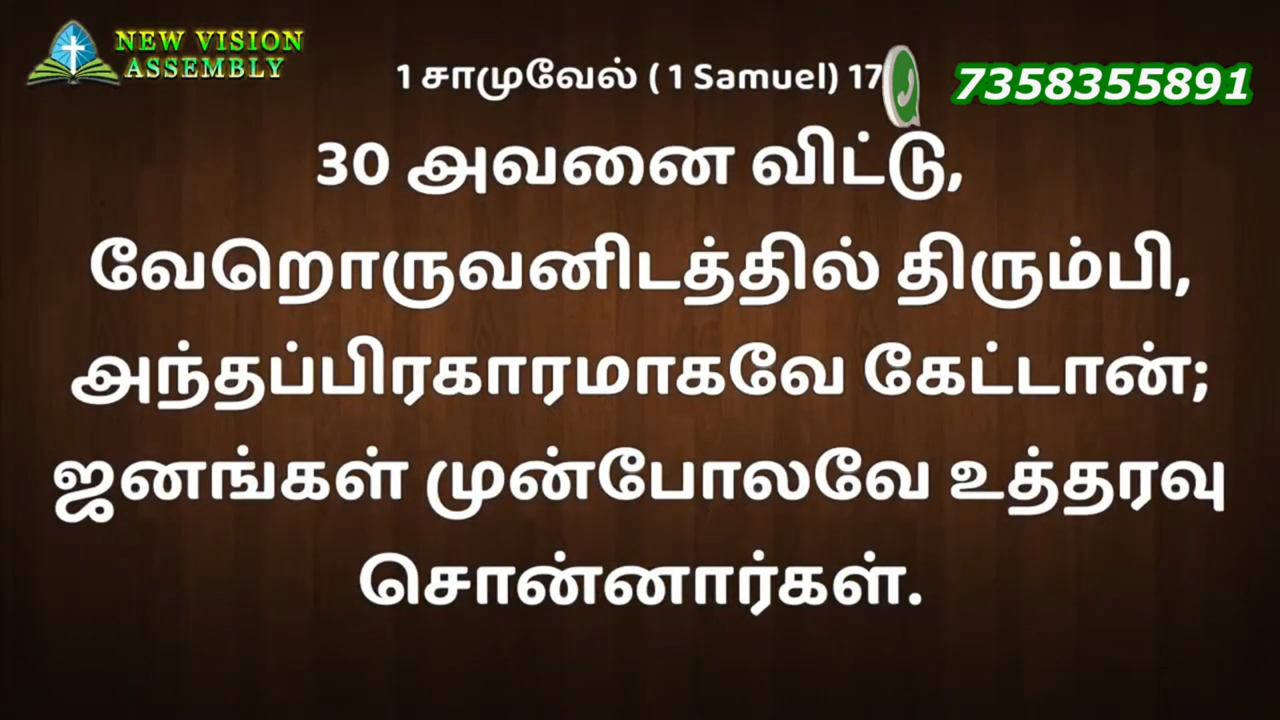 NEW VISION
ASSEMBLY
1 சாமுவேல் ( 1 Samuel) 17
7358355891
30 அவனை விட்டு,
வேறொருவனிடத்தில் திரும்பி,
அந்தப்பிரகாரமாகவே கேட்டான்;
ஜனங்கள் முன்போலவே உத்தரவு
சொன்னார்கள்.